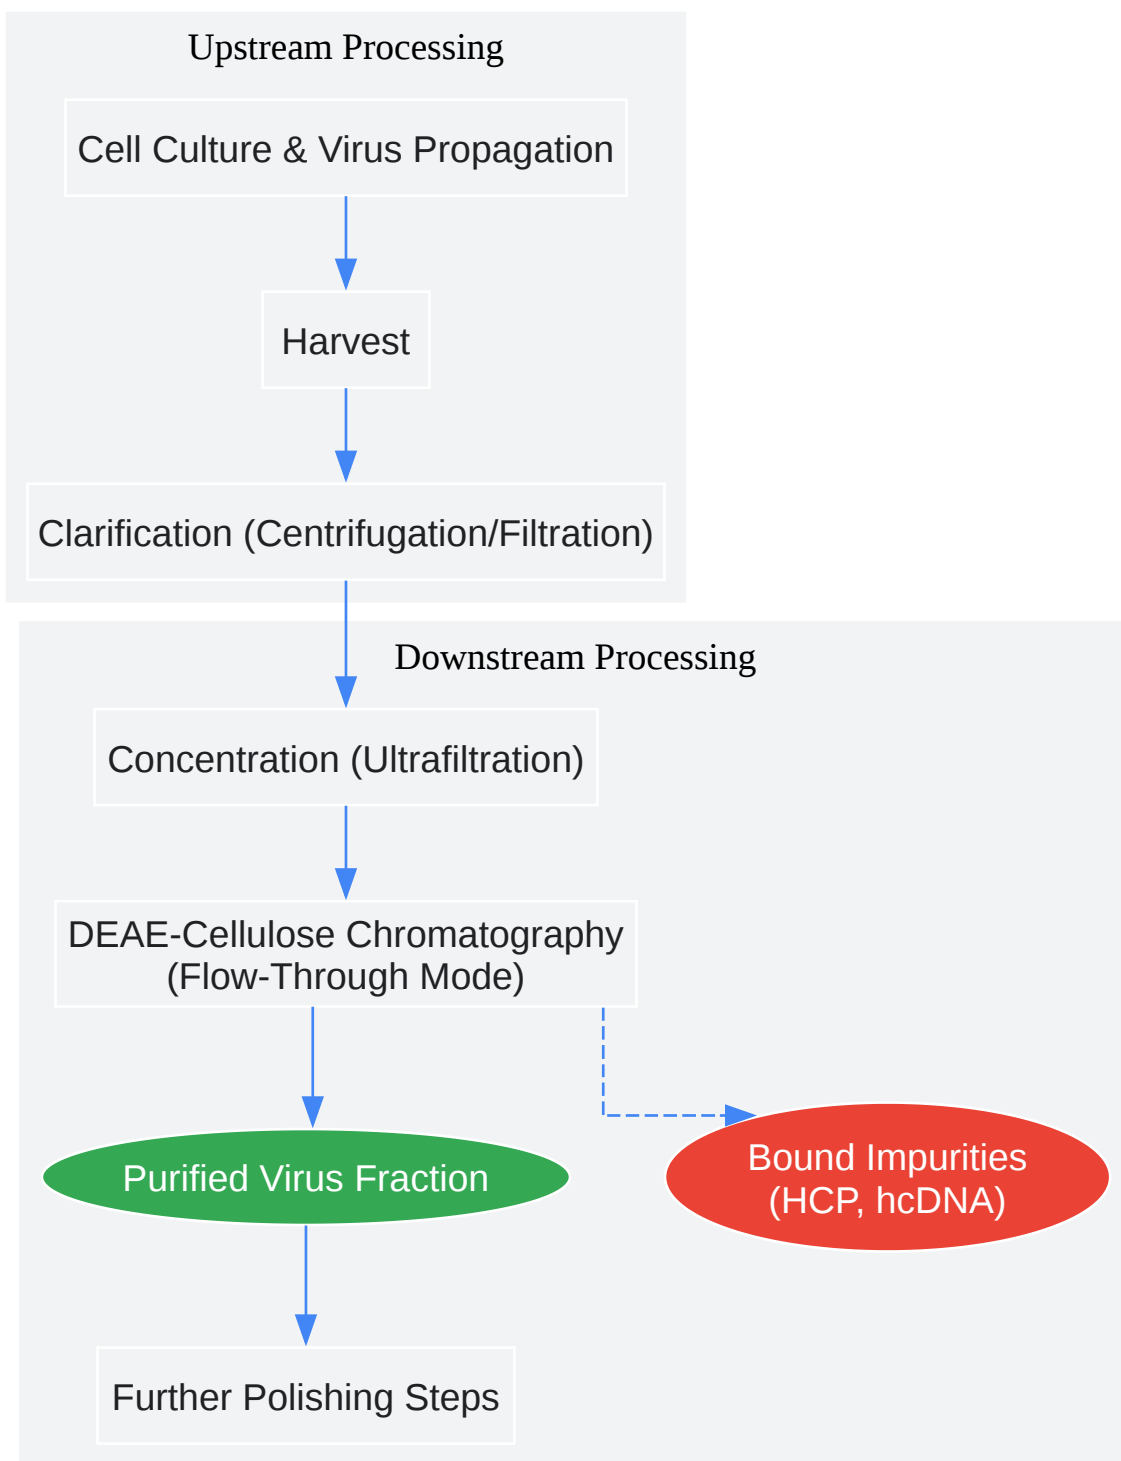 Upstream Processing
Cell Culture & Virus Propagation
Harvest
Clarification (Centrifugation/Filtration)
Downstream Processing
Concentration (Ultrafiltration)
DEAE-Cellulose Chromatography
(Flow-Through Mode)
Purified Virus Fraction
Bound Impurities
(HCP, hcDNA)
Further Polishing Steps